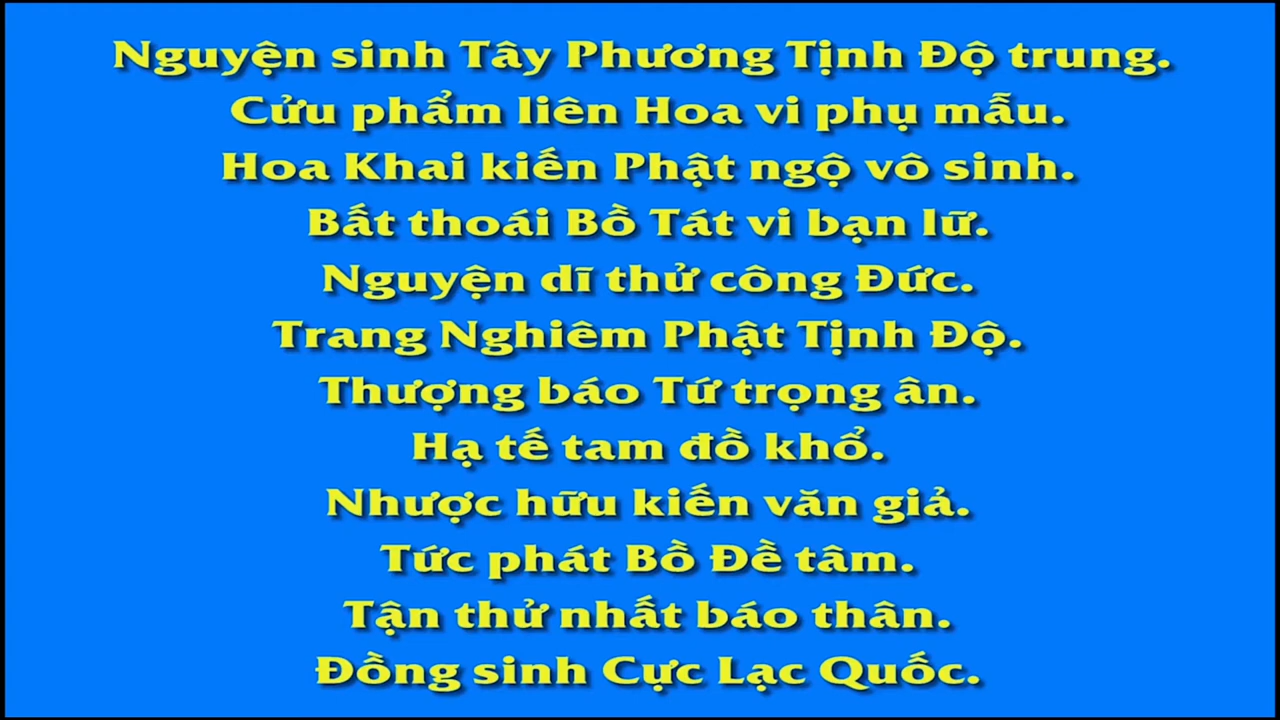 Nguyện sinh Tây Phương Tịnh Độ trung.
Cửu phẩm liên Hoa vi phụ mẫu.
Hoa Khai kiến Phật ngộ vô sinh.
Bất thoái Bồ Tát vi bạn lữ.
Nguyện dĩ thử công Đức.
Trang Nghiêm Phật Tịnh Độ.
Thượng báo Tứ trọng ân.
Hạ tế tam đồ khổ.
Nhược hữu kiến văn giả.
Tức phát Bồ Đề tâm.
Tận thử nhất báo thân.
Đồng sinh Cực Lạc Quốc.